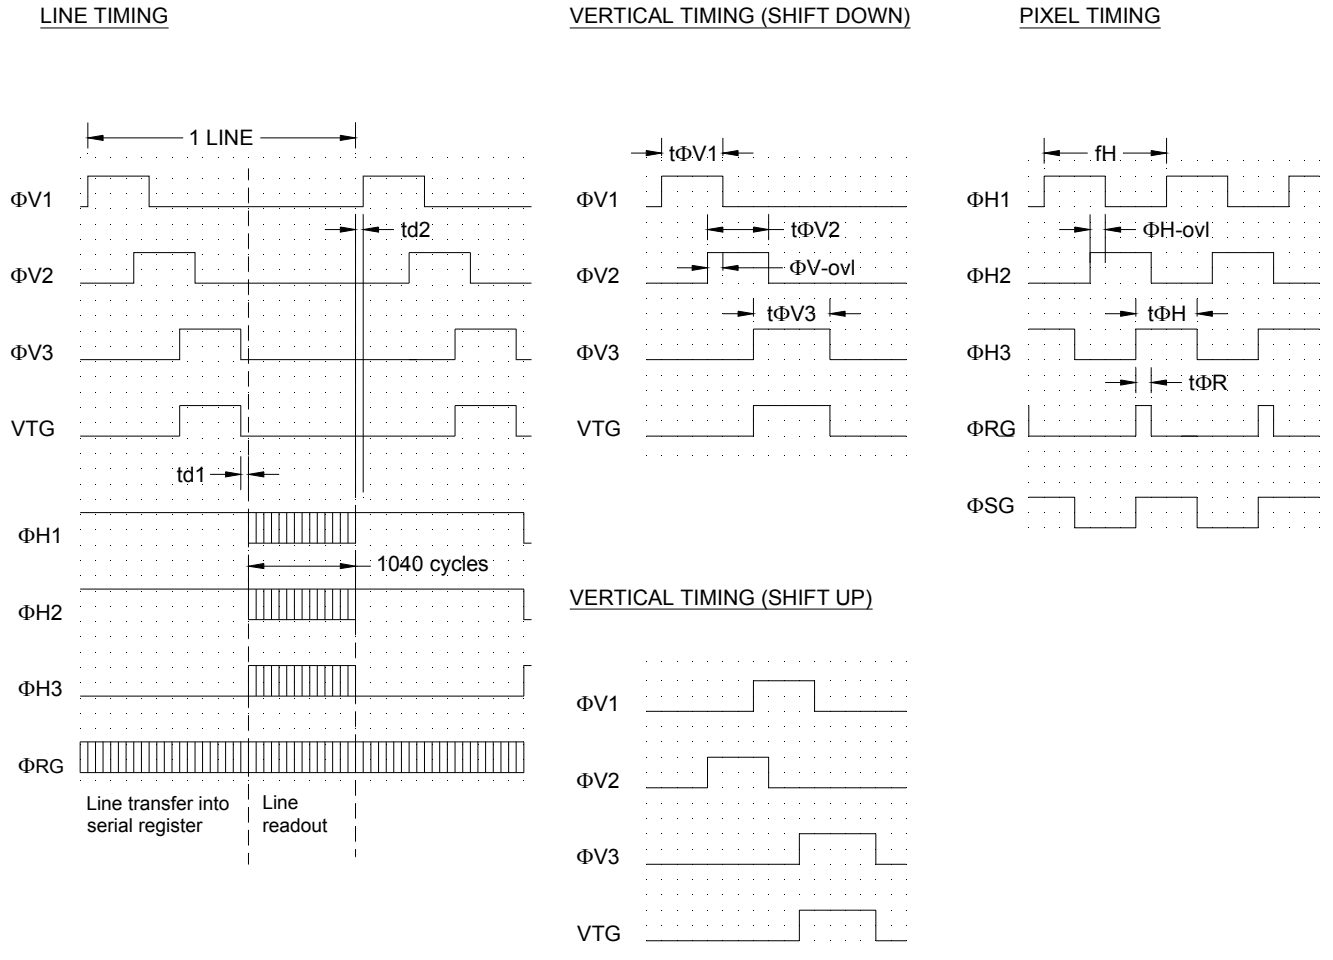 LINE TIMING
1 LINE
ΦV1
td2
ΦV2
ΦV3
VTG
td1
ΦH1
1040 cycles
ΦH2
ΦH3
ΦRG
Line transfer into
serial register
Line
readout
VERTICAL TIMING (SHIFT DOWN)
tΦV1
ΦV1
tΦV2
ΦV2
ΦV-ovl
tΦV3
ΦV3
VTG
VERTICAL TIMING (SHIFT UP)
ΦV1
ΦV2
ΦV3
VTG
PIXEL TIMING
fH
ΦH1
ΦH-ovl
ΦH2
tΦH
ΦH3
tΦR
ΦRG
ΦSG